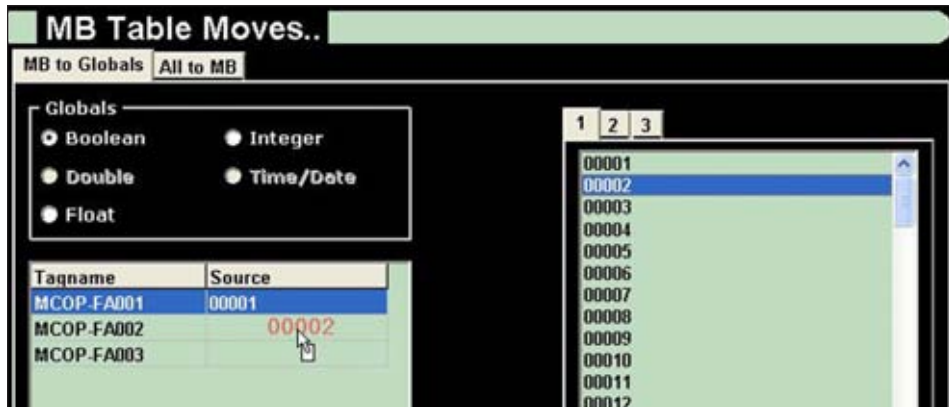 MB Table Moves..
MB to Globals All to MB
Globals
Boolean Integer
Double Time/Date
Float
Tagname Source
MCOP-FA001 00001
MCOP-FA002 00002
MCOP-FA003
1 2 3
00001
00002
00003
00004
00005
00006
00007
00008
00009
00010
00011
00012